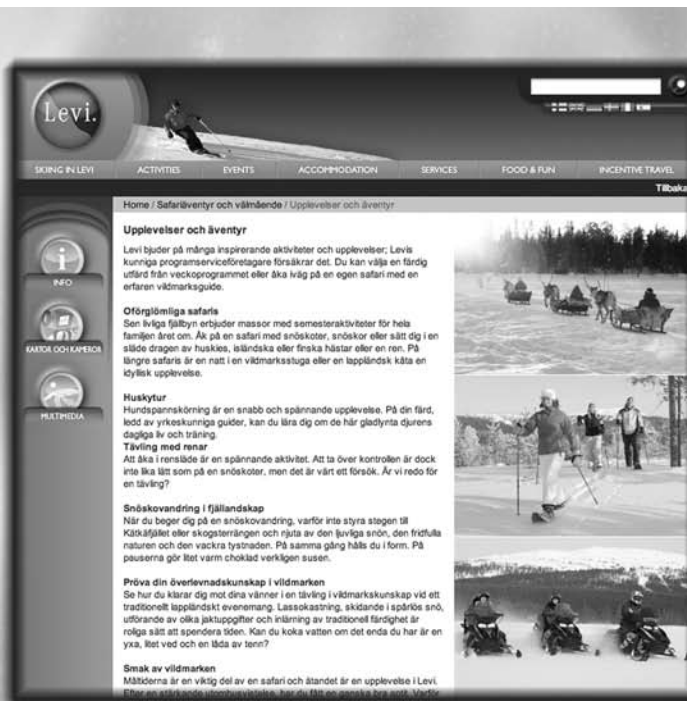 Levi.
SKIING IN LEVI ACTIVITIES EVENTS ACCOMMODATION SERVICES FOOD & FUN INCENTIVE TRAVEL
Tillbaka
Home / Safariäventyr och välmående / Upplevelser och äventyr
INFO
KARTOR OCH KAMEROR
MULTIMEDIA
Upplevelser och äventyr
Levi bjuder på många inspirerande aktiviteter och upplevelser; Levis
kunniga programserviceföretagare försäkrar det. Du kan välja en färdig
utfärd från veckoprogrammet eller åka iväg på en egen safari med en
erfaren vildmarksguide.
Oförglömliga safaris
Sen livliga fjällbyn erbjuder massor med semesteraktiviteter för hela
familjen året om. Åk på en safari med snöskoter, snöskor eller sätt dig i en
släde dragen av huskies, isländska eller finska hästar eller en ren. På
längre safaris är en natt i en vildmarksstuga eller en lappländsk kåta en
idyllisk upplevelse.
Huskytur
Hundspannskörning är en snabb och spännande upplevelse. På din färd,
ledd av yrkeskunniga guider, kan du lära dig om de här gladlynta djurens
dagliga liv och träning.
Tävling med renar
Att åka i rensläde är en spännande aktivitet. Att ta över kontrollen är dock
inte lika lätt som på en snöskoter, men det är värt ett försök. Är vi redo för
en tävling?
Snöskovandring i fjällandskap
När du beger dig på en snöskovandring, varför inte styra stegen till
Kätkäfjället eller skogsterrängen och njuta av den ljuvliga snön, den fridfulla
naturen och den vackra tystnaden. På samma gång hålls du i form. På
pauserna gör litet varm choklad verkligen susen.
Pröva din överlevnadskunskap i vildmarken
Se hur du klarar dig mot dina vänner i en tävling i vildmarkskunskap vid ett
traditionellt lappländskt evenemang. Lassokastning, skidande i spårlös snö,
utförande av olika jaktuppgifter och inlärning av traditionell färdighet är
roliga sätt att spendera tiden. Kan du koka vatten om det enda du har är en
yxa, litet ved och en låda av tenn?
Smak av vildmarken
Måltiderna är en viktig del av en safari och ätandet är en upplevelse i Levi.
Efter en stärkande utomhusvistelse, har du fått en ganska bra aptit. Varför